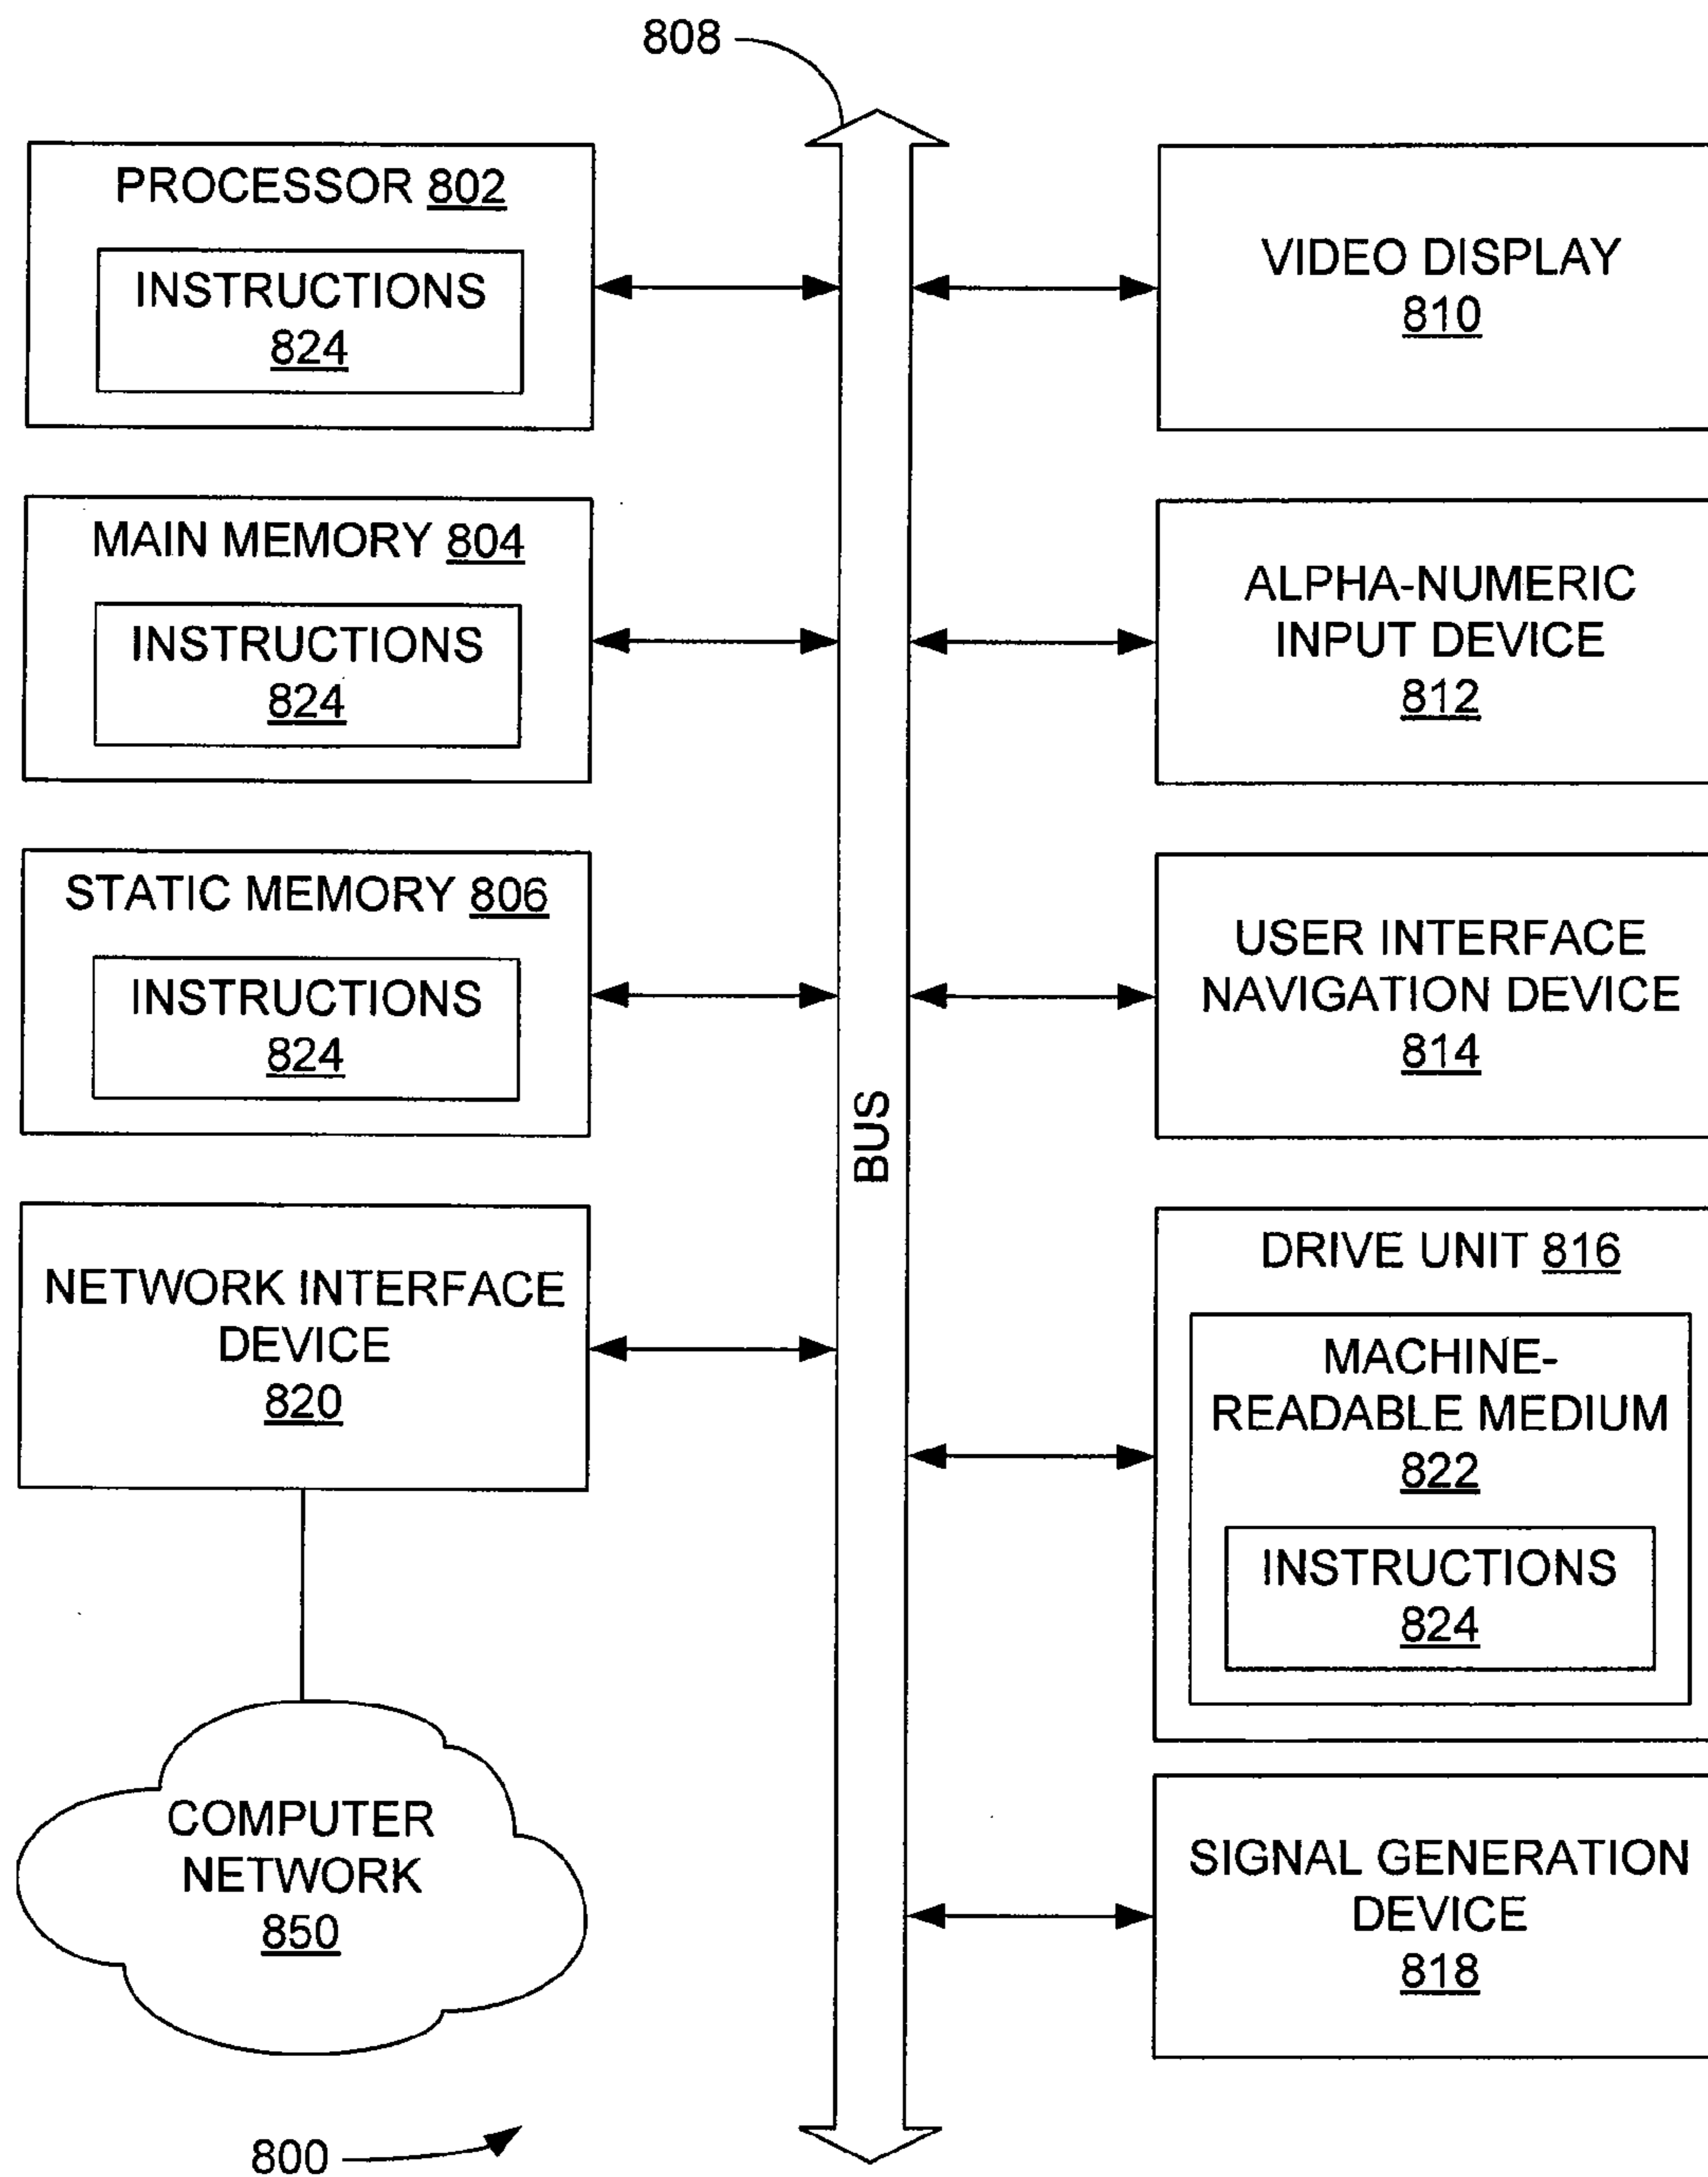 808
PROCESSOR 802
INSTRUCTIONS
824
MAIN MEMORY 804
INSTRUCTIONS
824
STATIC MEMORY 806
INSTRUCTIONS
824
NETWORK INTERFACE
DEVICE
820
COMPUTER
NETWORK
850
800
BUS
VIDEO DISPLAY
810
ALPHA-NUMERIC
INPUT DEVICE
812
USER INTERFACE
NAVIGATION DEVICE
814
DRIVE UNIT 816
MACHINE-
READABLE MEDIUM
822
INSTRUCTIONS
824
SIGNAL GENERATION
DEVICE
818